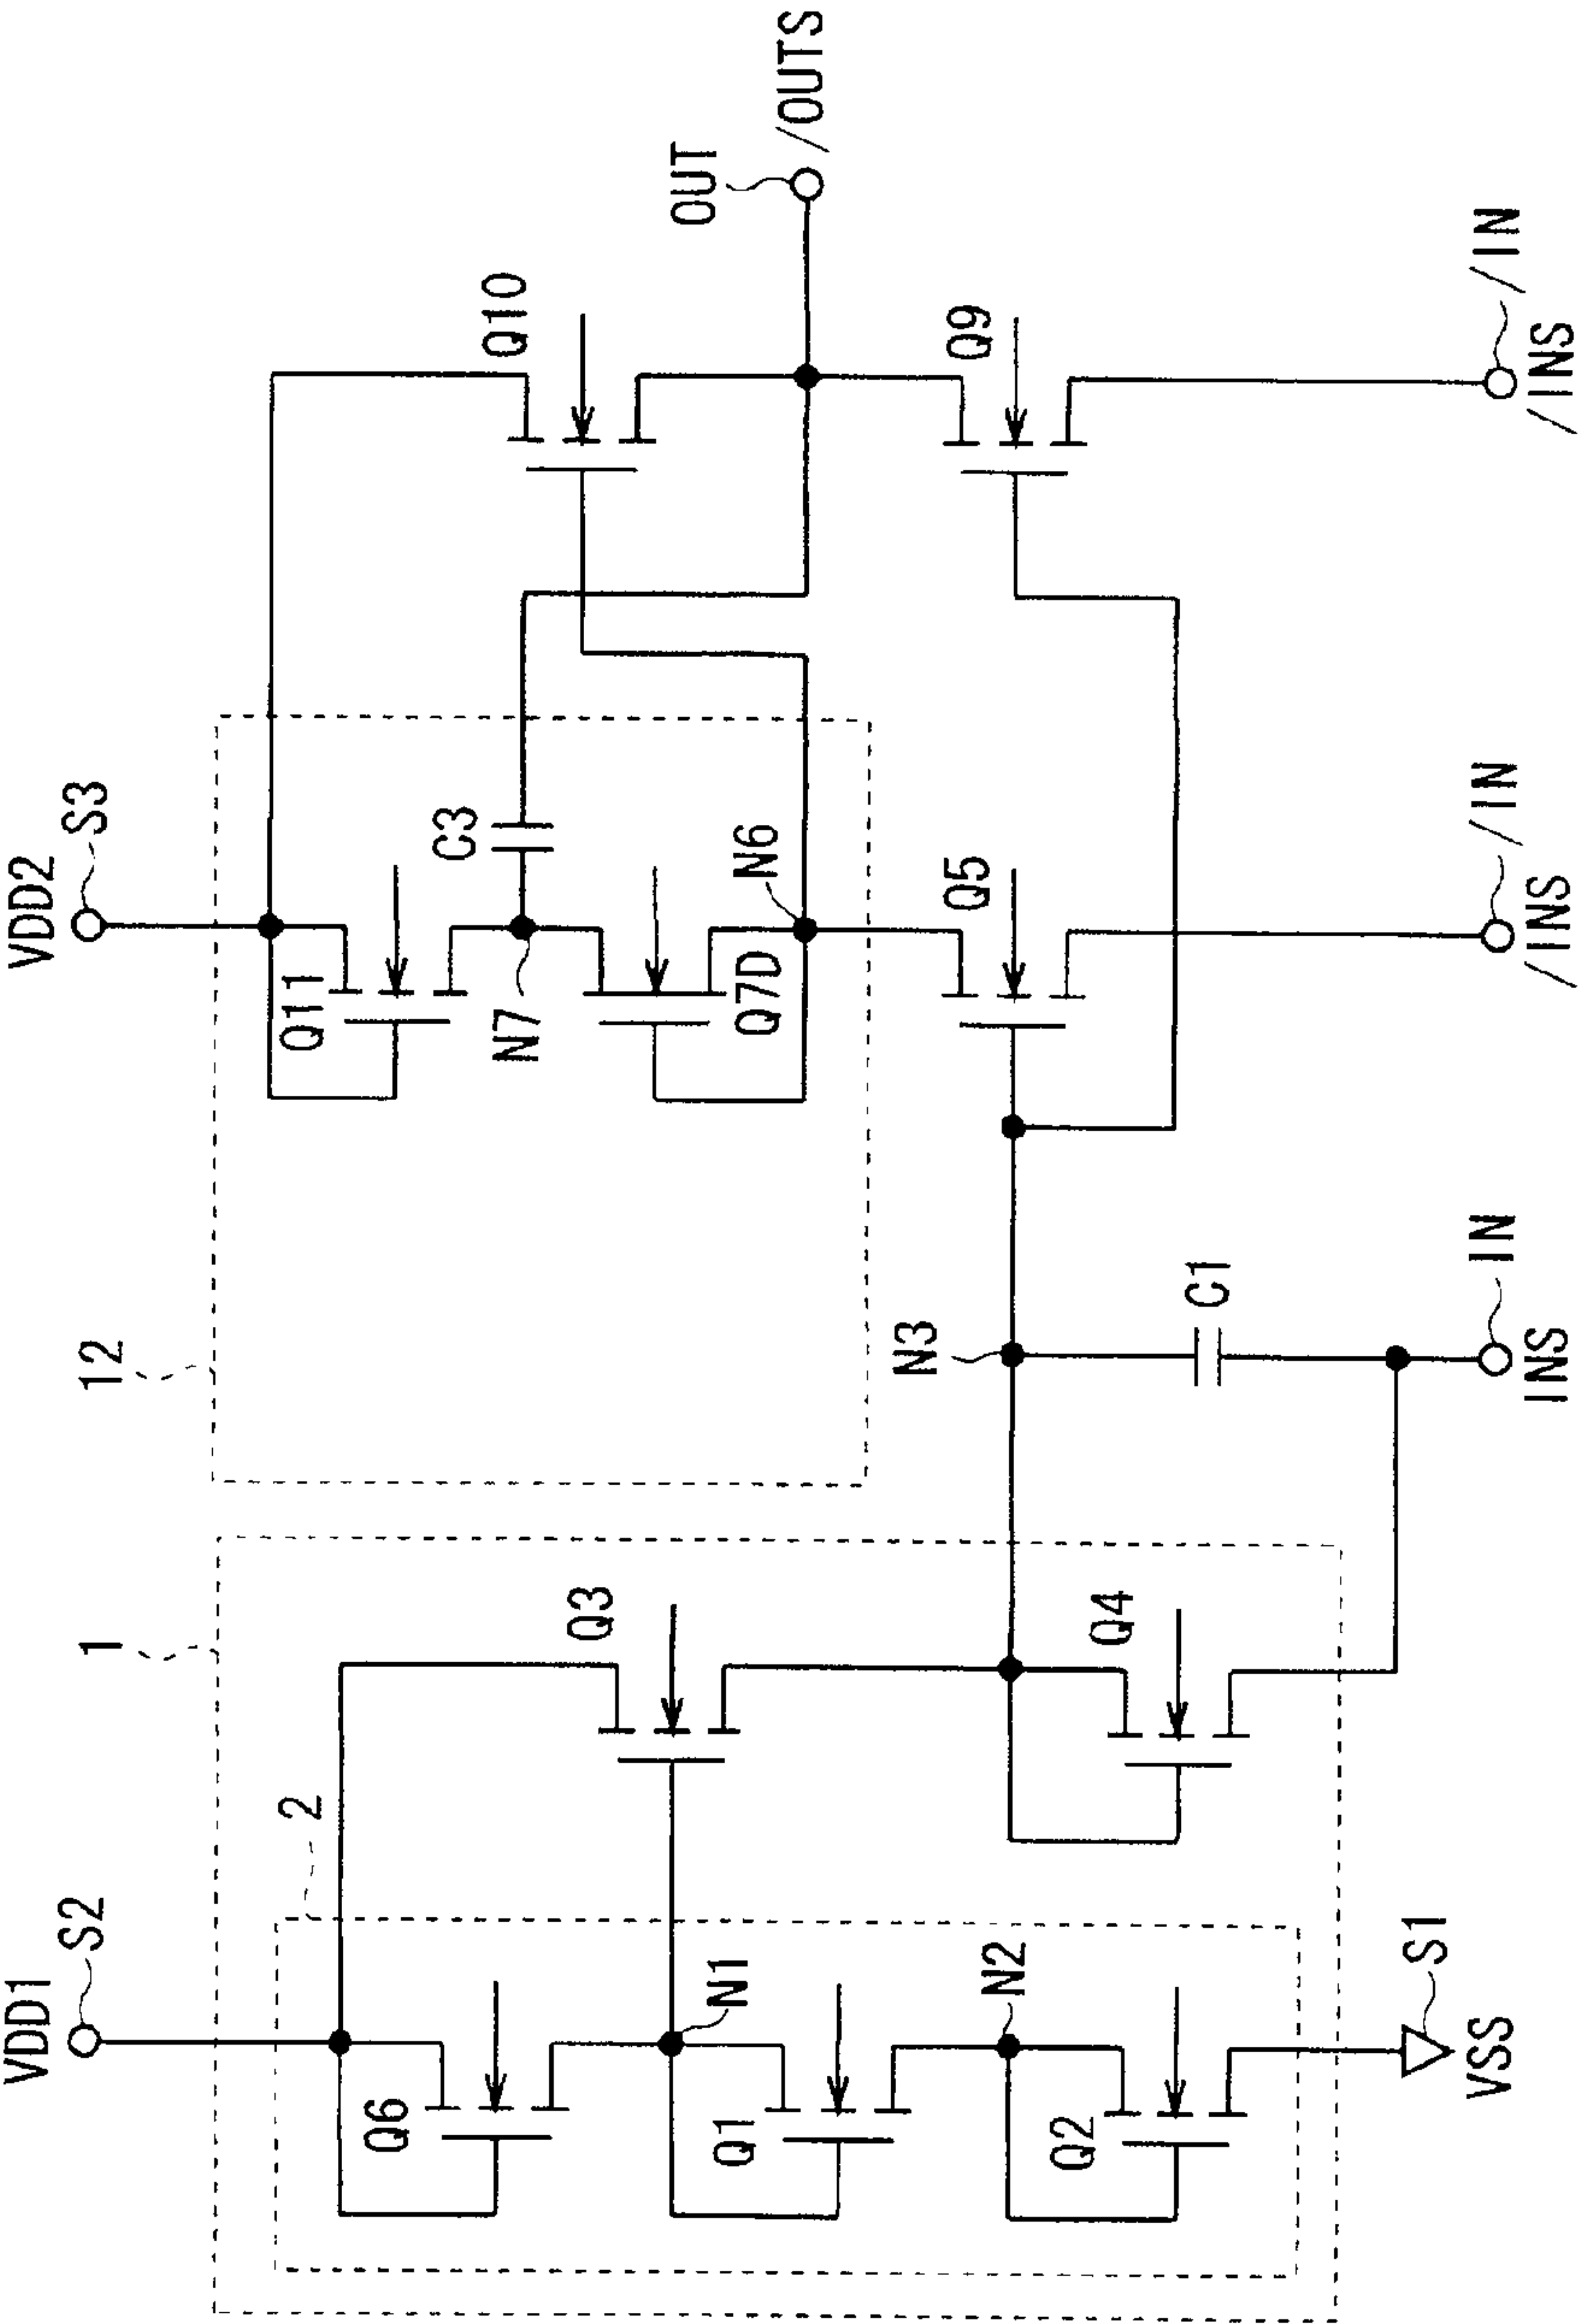 VDD1
S2
VDD2
S3
1
2
12
Q6
N1
Q1
N2
Q2
S1
VSS
Q3
Q4
N3
C1
IN
INS
Q11
N7
C3
Q7D
N6
Q5
/IN
/INS
Q10
OUT
/OUTS
Q9
/IN
/INS